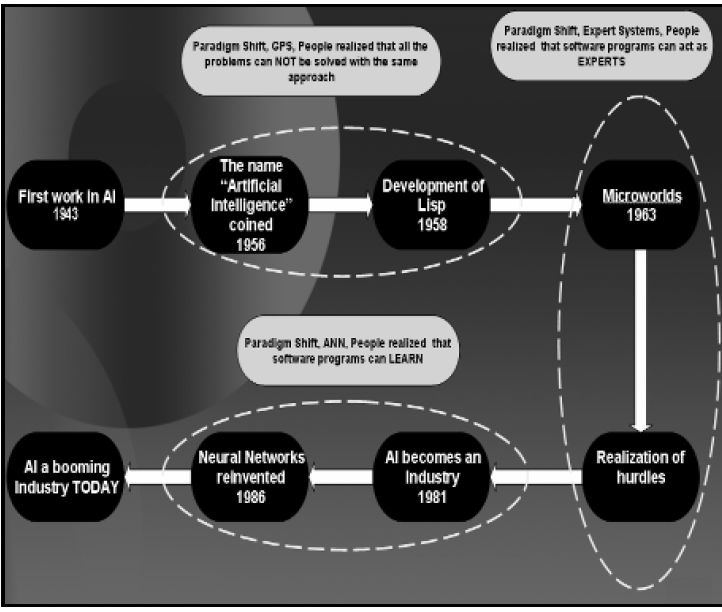 Paradigm Shift, GPS, People realized that all the
problems can NOT be solved with the same
approach
Paradigm Shift, Expert Systems, People
realized that software programs can act as
EXPERTS
First work in AI
1943
The name
“Artificial
Intelligence”
coined
1956
Development of
Lisp
1958
Microworlds
1963
Paradigm Shift, ANN, People realized that
software programs can LEARN
AI a booming
Industry TODAY
Neural Networks
reinvented
1986
AI becomes an
Industry
1981
Realization of
hurdles